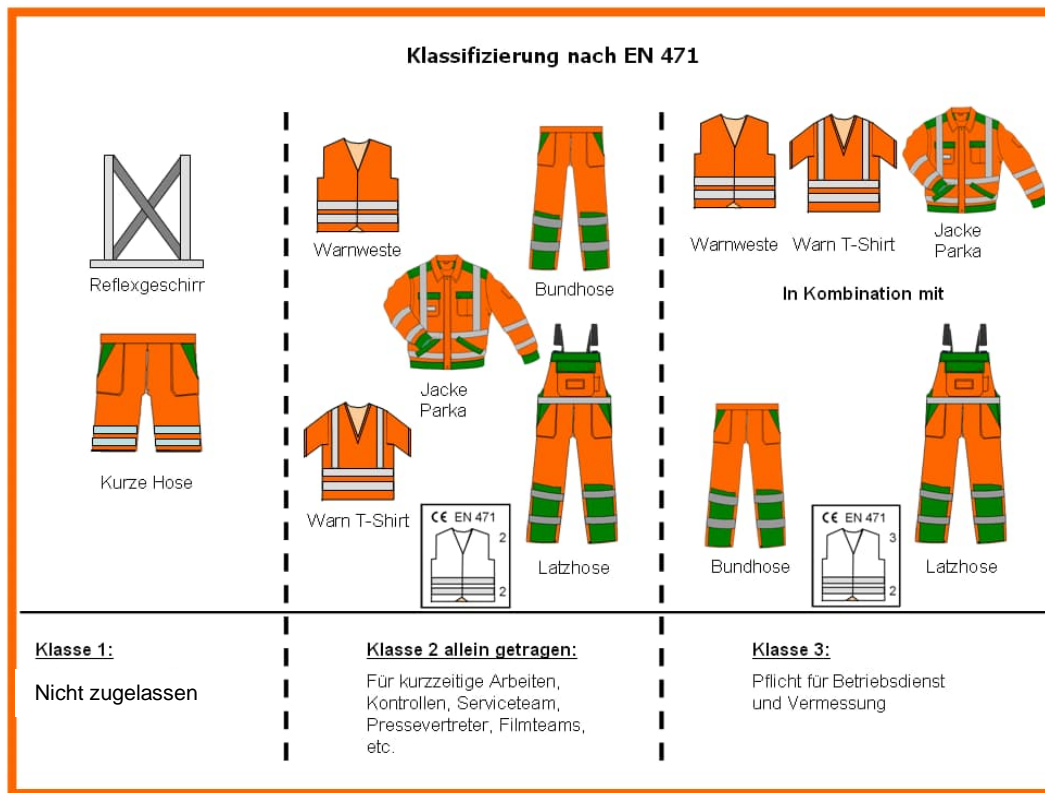 Klassifizierung nach EN 471
Reflexgeschirr
Kurze Hose
Warnweste
Bundhose
Jacke
Parka
Warn T-Shirt
Latzhose
CE EN 471
2
2
Warnweste
Warn T-Shirt
Jacke
Parka
In Kombination mit
Bundhose
Latzhose
CE EN 471
3
2
Klasse 1:
Nicht zugelassen
Klasse 2 allein getragen:
Für kurzzeitige Arbeiten,
Kontrollen, Serviceteam,
Pressevertreter, Filmteams,
etc.
Klasse 3:
Pflicht für Betriebsdienst
und Vermessung